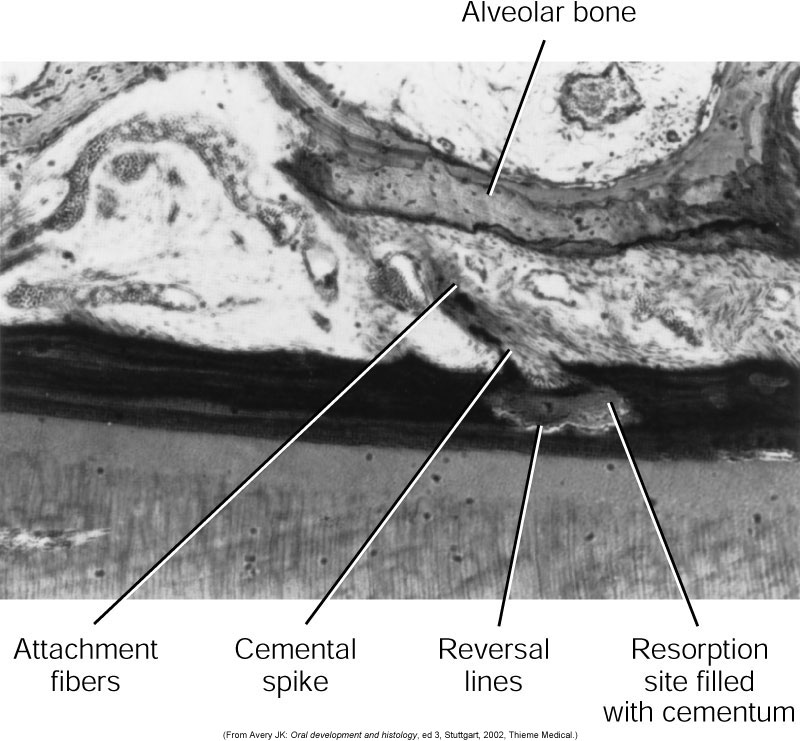 Alveolar bone
Attachment
fibers
Cemental
spike
Reversal
lines
Resorption
site filled
with cementum
(From Avery JK: Oral development and histology, ed 3, Stuttgart, 2002, Thieme Medical.)